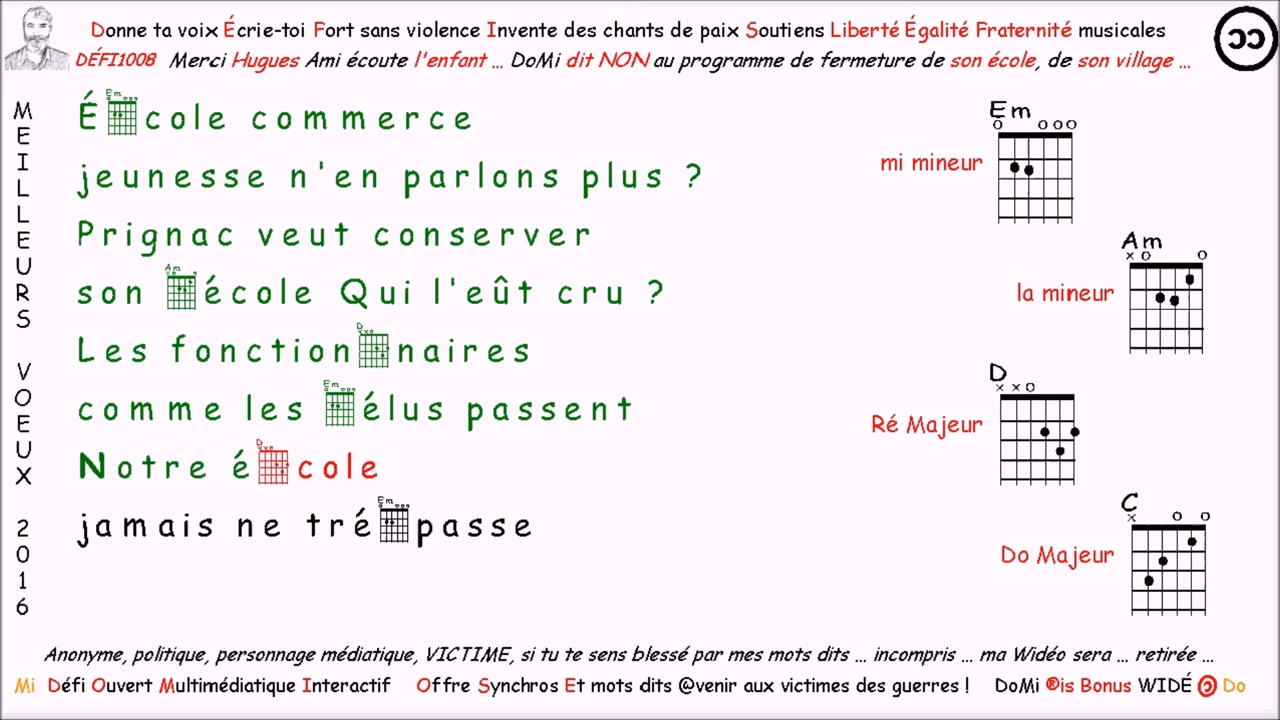 Donne ta voix Écrie-toi Fort sans violence Invente des chants de paix Soutiens Liberté Égalité Fraternité musicales
DÉFI1008 Merci Hugues Ami écoute l'enfant ... DoMi dit NON au programme de fermeture de son école, de son village ...
MEILLEURS VOEUX 2016
École commerce
jeunesse n'en parlons plus ?
Prignac veut conserver
son école Qui l'eût cru ?
Les fonctionnaires
comme les élus passent
Notre école
jamais ne trépasse
Em
mi mineur
Am
la mineur
D
Ré Majeur
C
Do Majeur
Anonyme, politique, personnage médiatique, VICTIME, si tu te sens blessé par mes mots dits ... incompris ... ma Widéo sera ... retirée ...
Mi Défi Ouvert Multimédiatique Interactif Offre Synchros Et mots dits @venir aux victimes des guerres ! DoMi ®is Bonus WIDÉ Do